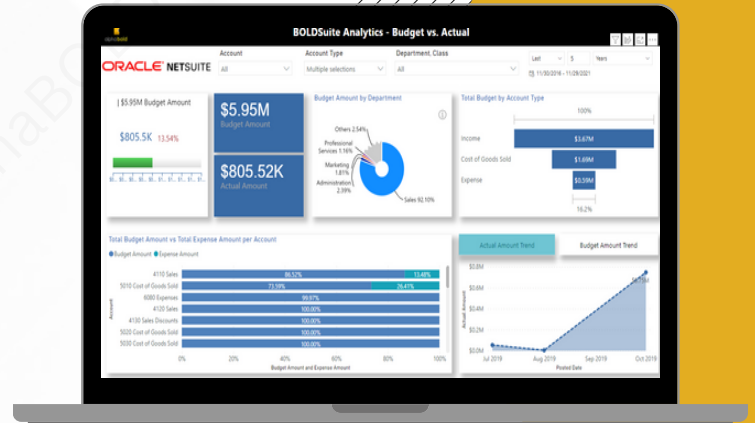 BOLDSuite Analytics - Budget vs. Actual
alphabold
ORACLE NETSUITE
Account
All
Account Type
Multiple selections
Department, Class
All
Last 5 Years
11/30/2016 - 11/29/2021
| $5.95M Budget Amount
$805.5K 13.54%
$5.95M
Budget Amount
$805.52K
Actual Amount
Budget Amount by Department
Others 2.54%
Professional
Services 1.16%
Marketing
1.81%
Administration
2.39%
Sales 92.10%
Total Budget by Account Type
100%
Income $3.67M
Cost of Goods Sold $1.69M
Expense $0.59M
16.2%
Total Budget Amount vs Total Expense Amount per Account
Budget Amount Expense Amount
Account
4110 Sales 86.52% 13.48%
5010 Cost of Goods Sold 73.59% 26.41%
6080 Expenses 99.97%
4120 Sales 100.00%
4130 Sales Discounts 100.00%
5020 Cost of Goods Sold 100.00%
5030 Cost of Goods Sold 100.00%
0% 20% 40% 60% 80% 100%
Budget Amount and Expense Amount
Actual Amount Trend
Budget Amount Trend
Actual Amount
$0.8M
$0.6M
$0.4M
$0.2M
$0.0M
Jul 2019 Aug 2019 Sep 2019 Oct 2019
Posted Date